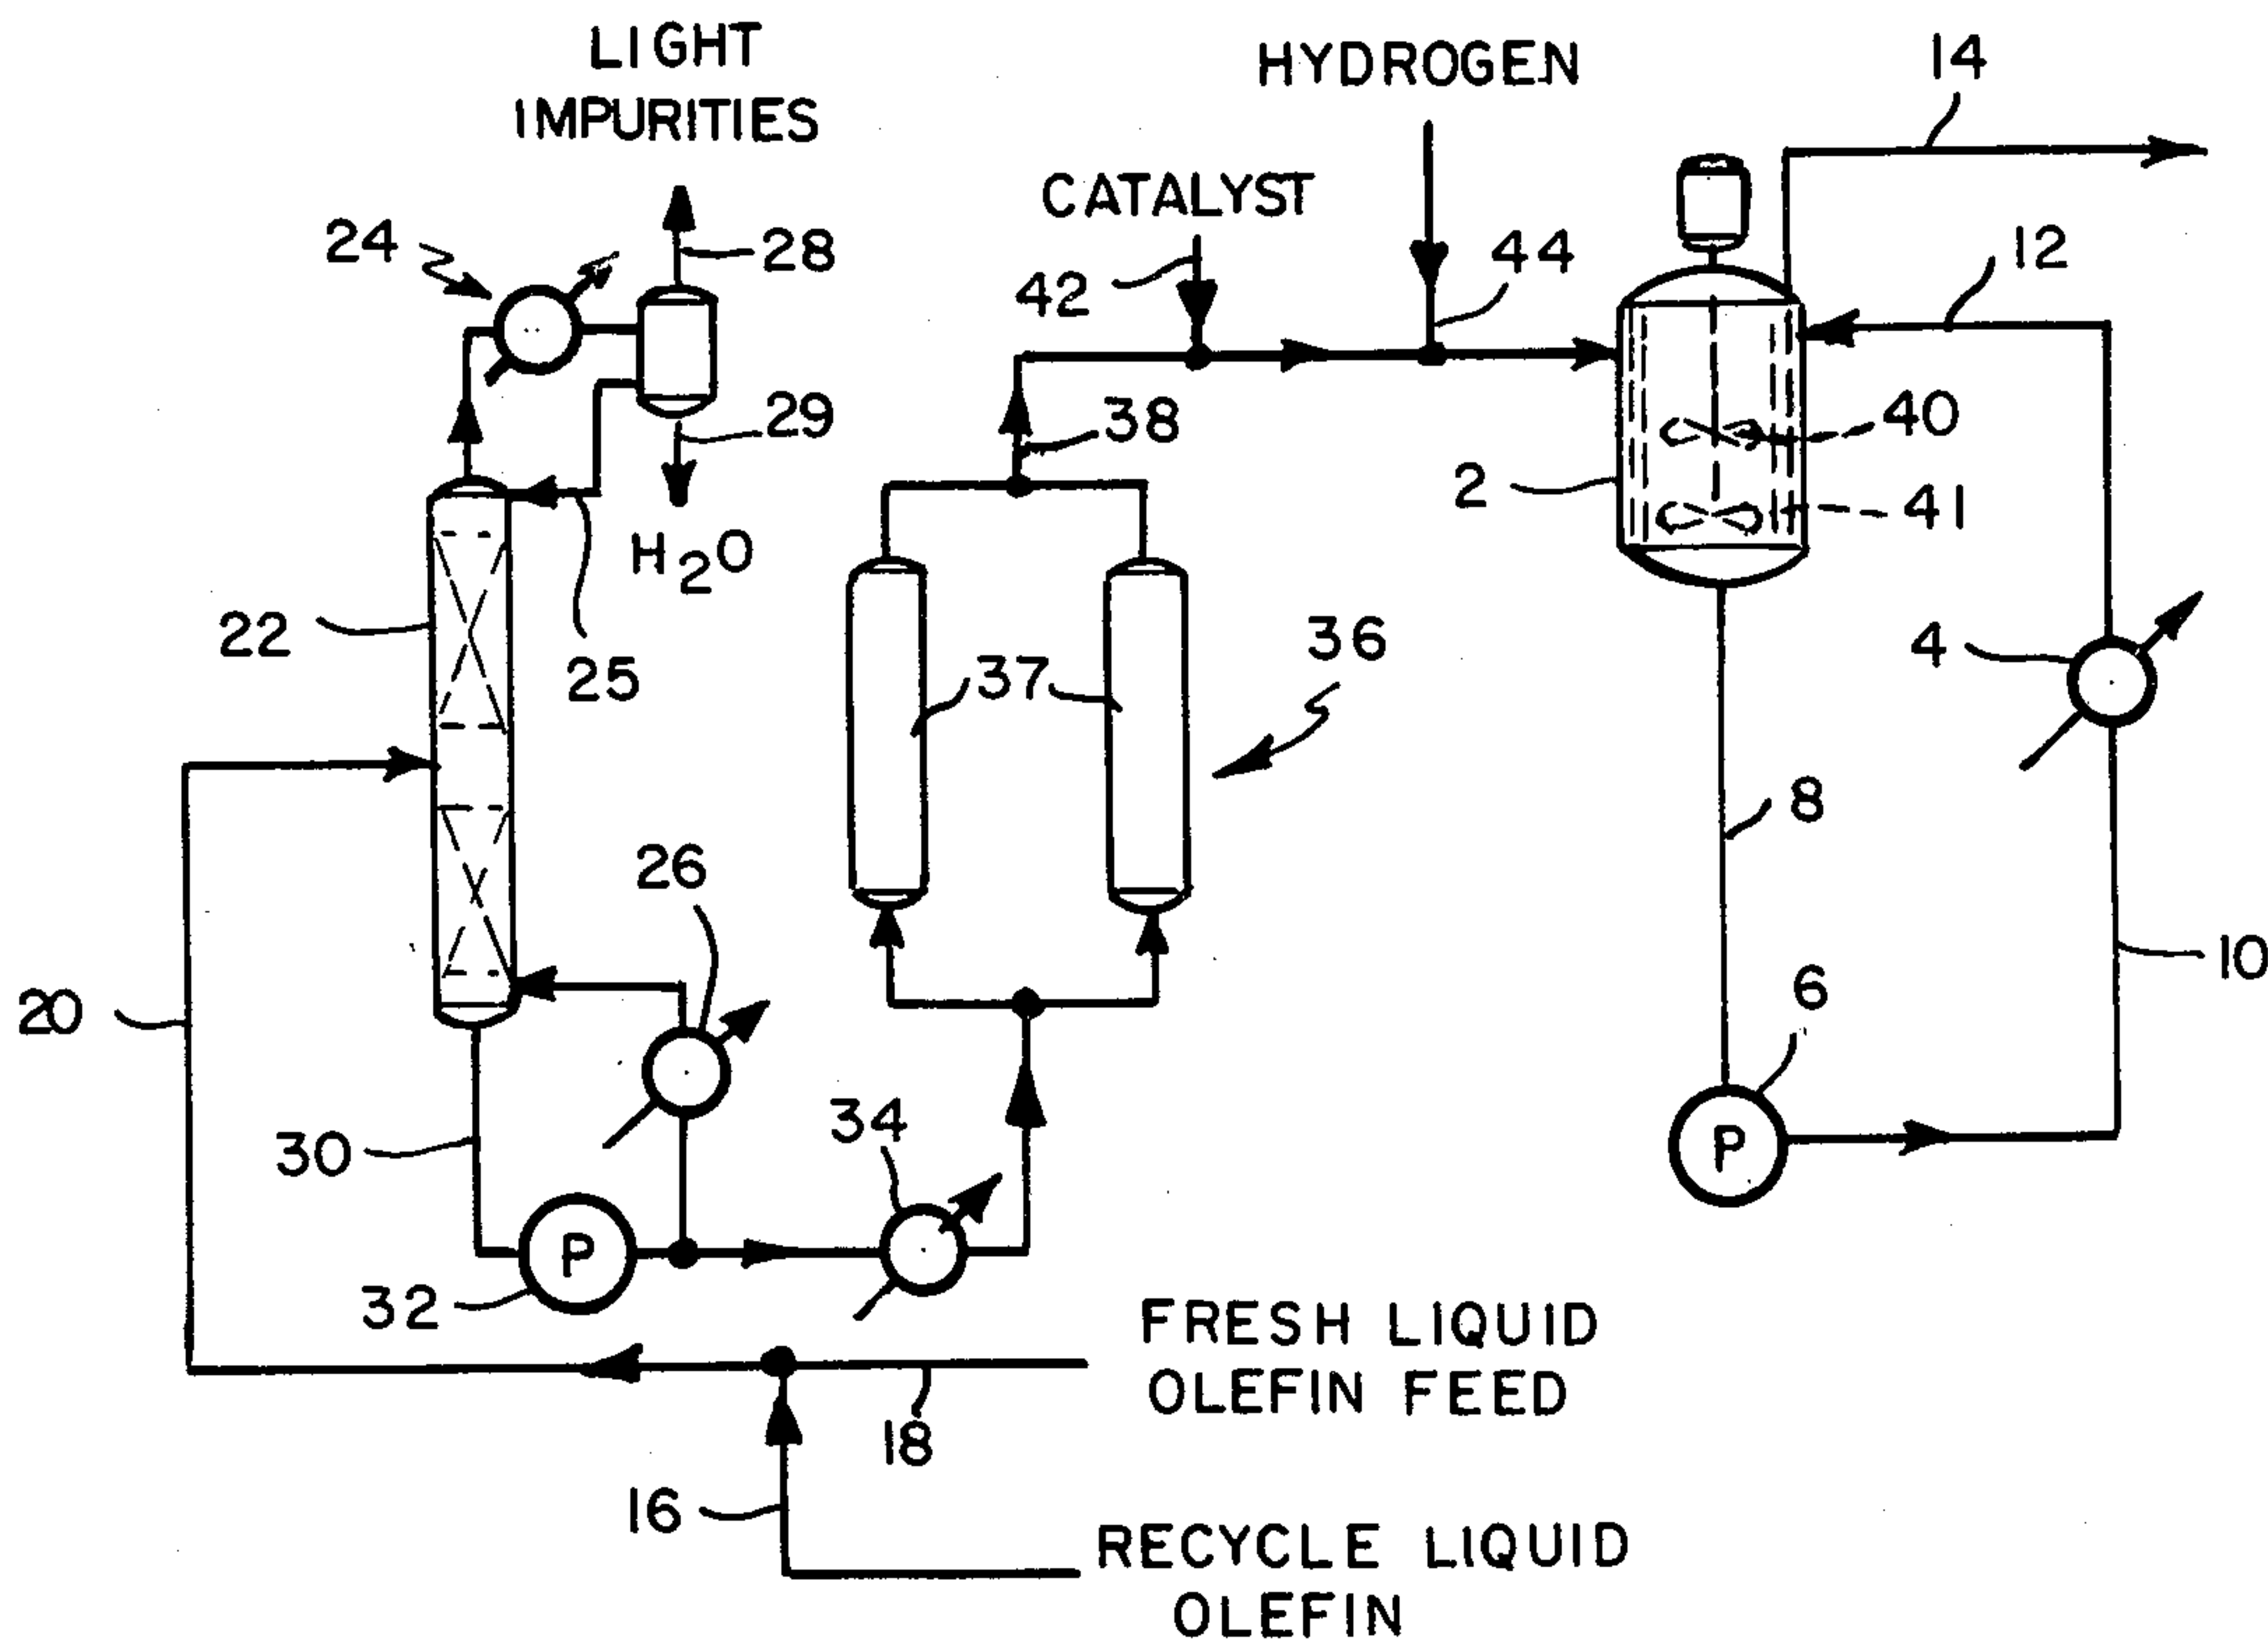 LIGHT
IMPURITIES
HYDROGEN
14
CATALYST
24
28
42
44
12
29
38
40
2
41
H2O
22
25
37
36
4
8
26
20
6
10
30
34
P
P
32
FRESH LIQUID
OLEFIN FEED
18
16
RECYCLE LIQUID
OLEFIN